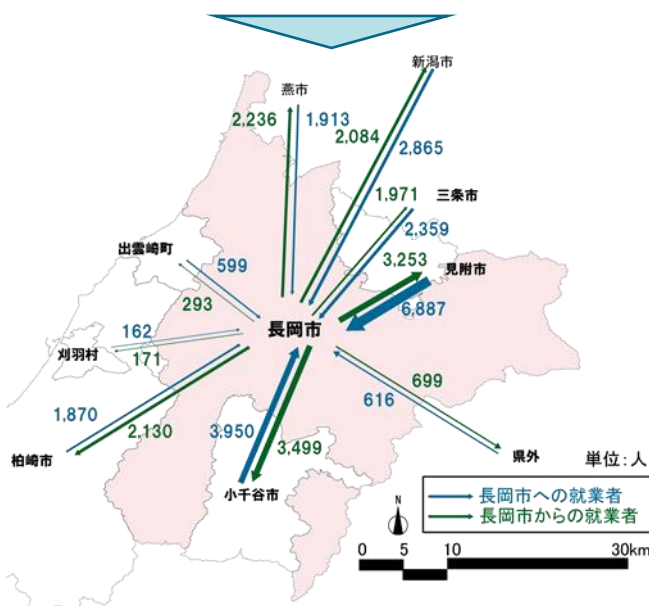 新潟市
燕市
2,236
1,913
2,084
2,865
1,971
三条市
2,359
出雲崎町
599
3,253
見附市
293
6,887
長岡市
162
刈羽村
171
699
616
1,870
2,130
3,950
3,499
柏崎市
小千谷市
県外
単位:人
長岡市への就業者
長岡市からの就業者
N
0 5 10 20 30km